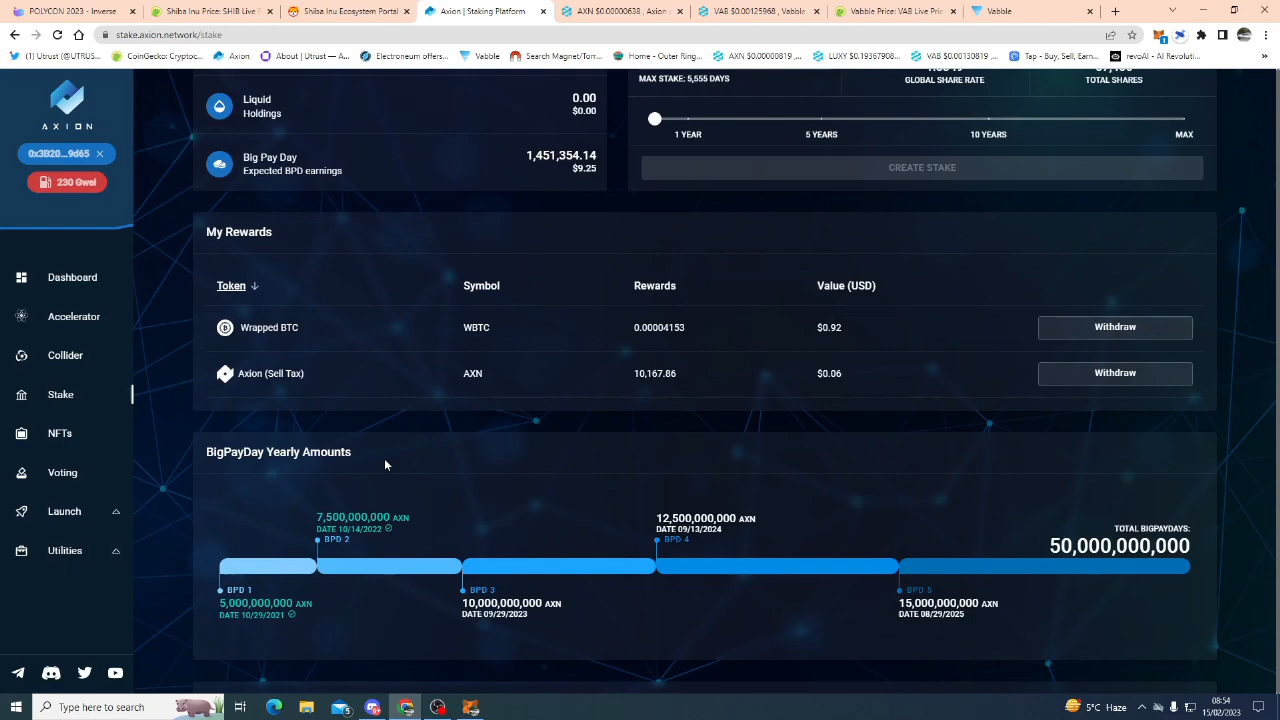 POLYCON 2023 - Inverse
Shiba Inu (SHIB) Portal
Shiba Inu Portal
Axion | Staking Platform
AXN $0.00000638 , Axion
VAB $0.00125968 , Vabble
Vabble Price: VAB
Vabble
stake.axion.network/stake
(1) Utrust (@UTRUS...
CoinGecko: Cryptoc...
Axion
About | Utrust — A...
Electroneum offers...
Vabble
Search Magnet/Torr...
Home : Orion Mone...
AXN $0.00000819 ,...
LUXY $0.19367908...
VAB $0.00130819 ,...
Tap - Buy, Sell, Earn...
revoAI - AI Revoluti...
»
AXION
0x3B20...9d65
230 Gwei
Dashboard
Accelerator
Collider
Stake
NFTs
Voting
Launch
Utilities
Liquid
Holdings
0.00
$0.00
Big Pay Day
Expected BPD earnings
1,451,354.14
$9.25
MAX STAKE: 5,555 DAYS
GLOBAL SHARE RATE
TOTAL SHARES
1 YEAR
5 YEARS
10 YEARS
MAX
CREATE STAKE
My Rewards
Token
Symbol
Rewards
Value (USD)
Wrapped BTC
WBTC
0.00004153
$0.92
Withdraw
Axion (Sell Tax)
AXN
10,167.86
$0.06
Withdraw
BigPayDay Yearly Amounts
7,500,000,000 AXN
DATE 10/14/2022
BPD 2
12,500,000,000 AXN
DATE 09/13/2024
BPD 4
TOTAL BIGPAYDAYS:
50,000,000,000
BPD 1
5,000,000,000 AXN
DATE 10/29/2021
BPD 3
10,000,000,000 AXN
DATE 09/29/2023
BPD 5
15,000,000,000 AXN
DATE 08/29/2025
Type here to search
5°C Haze
08:54
15/02/2023